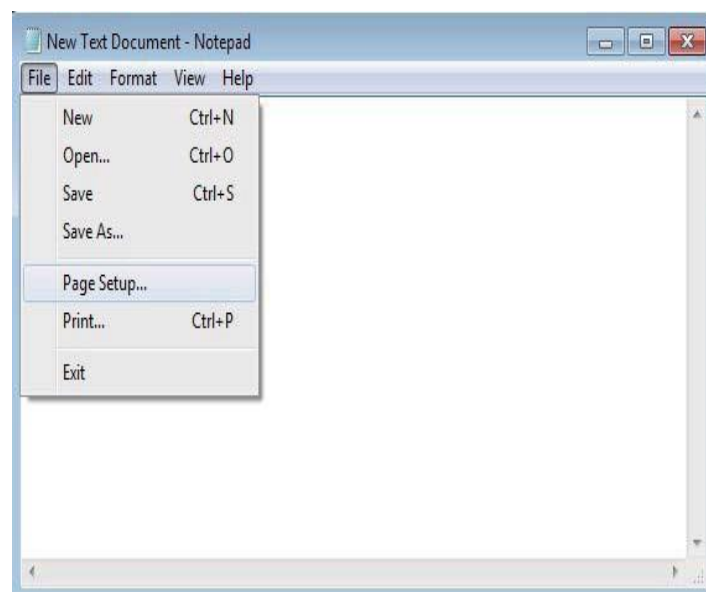 New Text Document - Notepad
File Edit Format View Help
New Ctrl+N
Open... Ctrl+O
Save Ctrl+S
Save As...
Page Setup...
Print... Ctrl+P
Exit